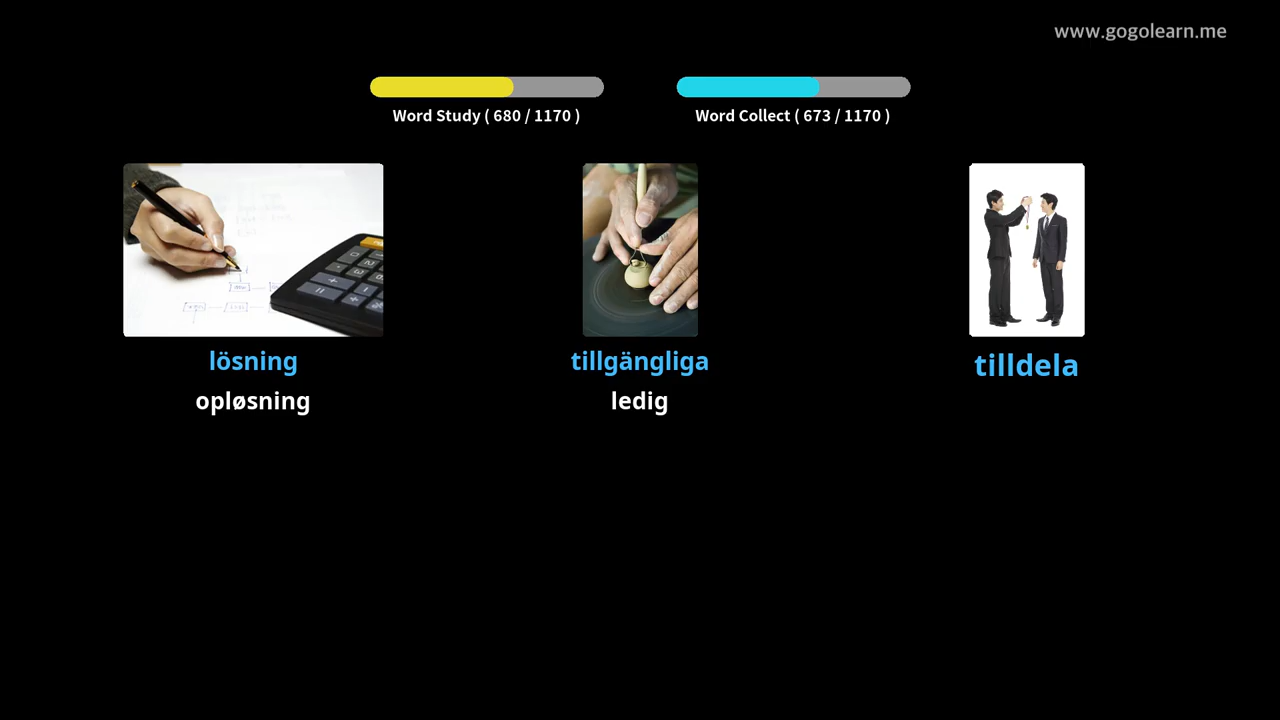 www.gogolearn.me
Word Study ( 680 / 1170 )
Word Collect ( 673 / 1170 )
lösning
opløsning
tillgängliga
ledig
tilldela